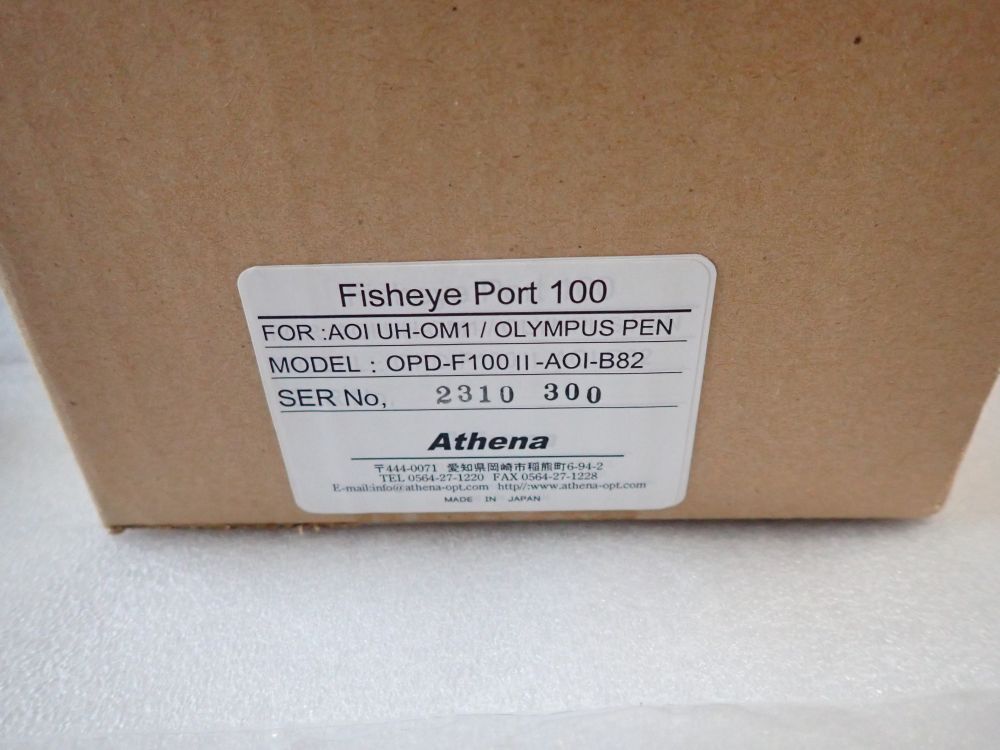 Fisheye Port 100
FOR :AOI UH-OM1 / OLYMPUS PEN
MODEL : OPD-F100 II -AOI-B82
SER No, 2310 300
Athena
〒444-0071 愛知県岡崎市稲熊町6-94-2
TEL 0564-27-1220 FAX 0564-27-1228
E-mail:info@athena-opt.com http//:www.athena-opt.com
MADE IN JAPAN